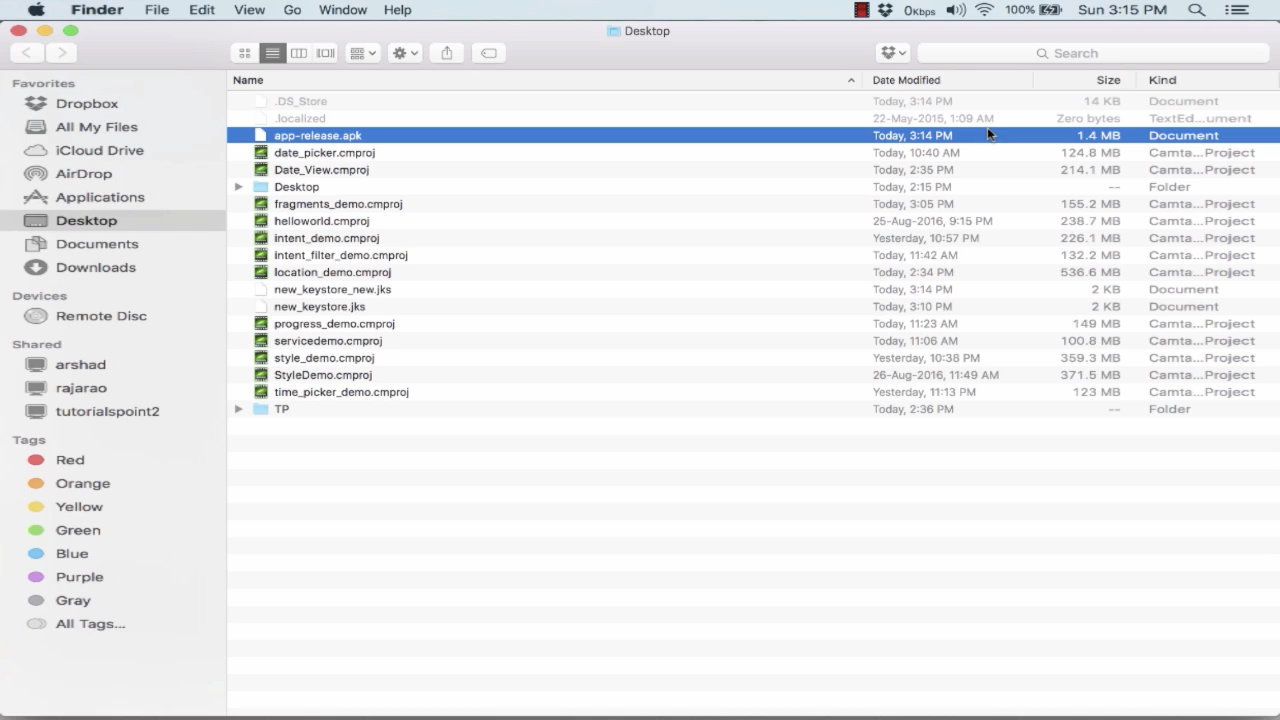 Finder File Edit View Go Window Help 0Kbps 100% Sun 3:15 PM
Desktop
Search
Favorites
Dropbox
All My Files
iCloud Drive
AirDrop
Applications
Desktop
Documents
Downloads
Devices
Remote Disc
Shared
arshad
rajarao
tutorialspoint2
Tags
Red
Orange
Yellow
Green
Blue
Purple
Gray
All Tags...
Name Date Modified Size Kind
.DS_Store Today, 3:14 PM 14 KB Document
.localized 22-May-2015, 1:09 AM Zero bytes TextEd...ument
app-release.apk Today, 3:14 PM 1.4 MB Document
date_picker.cmproj Today, 10:40 AM 124.8 MB Camta...Project
Date_View.cmproj Today, 2:35 PM 214.1 MB Camta...Project
Desktop Today, 2:15 PM -- Folder
fragments_demo.cmproj Today, 3:05 PM 155.2 MB Camta...Project
helloworld.cmproj 25-Aug-2016, 9:15 PM 238.7 MB Camta...Project
intent_demo.cmproj Yesterday, 10:57 PM 226.1 MB Camta...Project
intent_filter_demo.cmproj Today, 11:42 AM 132.2 MB Camta...Project
location_demo.cmproj Today, 2:34 PM 536.6 MB Camta...Project
new_keystore_new.jks Today, 3:14 PM 2 KB Document
new_keystore.jks Today, 3:10 PM 2 KB Document
progress_demo.cmproj Today, 11:23 AM 149 MB Camta...Project
servicedemo.cmproj Today, 11:06 AM 100.8 MB Camta...Project
style_demo.cmproj Yesterday, 10:38 PM 359.3 MB Camta...Project
StyleDemo.cmproj 26-Aug-2016, 11:49 AM 371.5 MB Camta...Project
time_picker_demo.cmproj Yesterday, 11:13 PM 123 MB Camta...Project
TP Today, 2:36 PM -- Folder